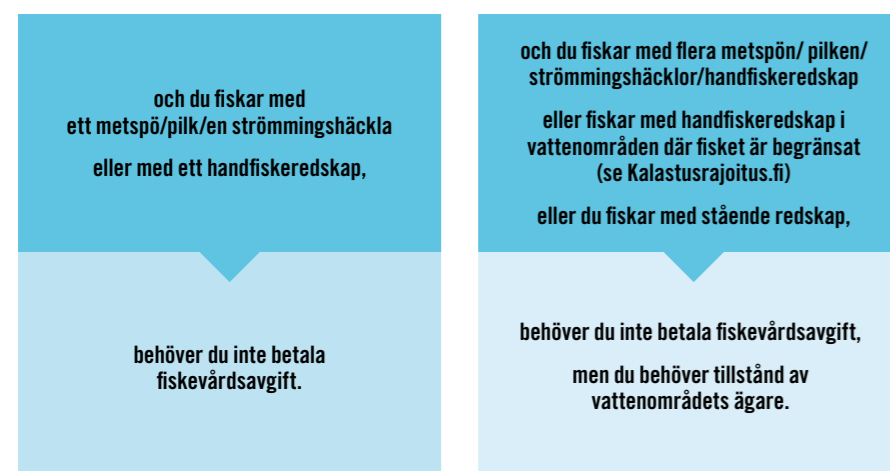 och du fiskar med
ett metspö/pilk/en strömmingshäckla
eller med ett handfiskeredskap,
behöver du inte betala
fiskevårdsavgift.
och du fiskar med flera metspön/ pilken/
strömmingshäcklor/handfiskeredskap
eller fiskar med handfiskeredskap i
vattenområden där fisket är begränsat
(se Kalastusrajoitus.fi)
eller du fiskar med stående redskap,
behöver du inte betala fiskevårdsavgift,
men du behöver tillstånd av
vattenområdets ägare.